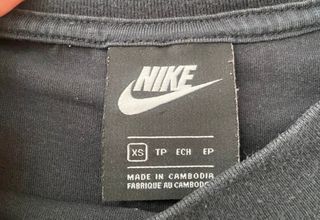 NIKE
XS TP ECH EP
MADE IN CAMBODIA
FABRIQUE AU CAMBODGE